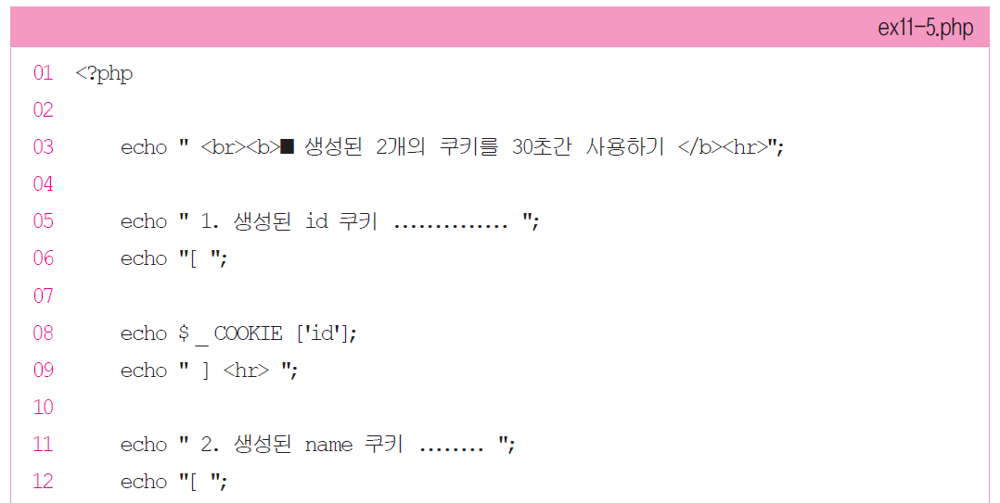 ex11-5.php
01 <?php
02
03 echo " <br><b>■ 생성된 2개의 쿠키를 30초간 사용하기 </b><hr>";
04
05 echo " 1. 생성된 id 쿠키 .............. ";
06 echo "[ ";
07
08 echo $ _ COOKIE ['id'];
09 echo " ] <hr> ";
10
11 echo " 2. 생성된 name 쿠키 ........ ";
12 echo "[ ";